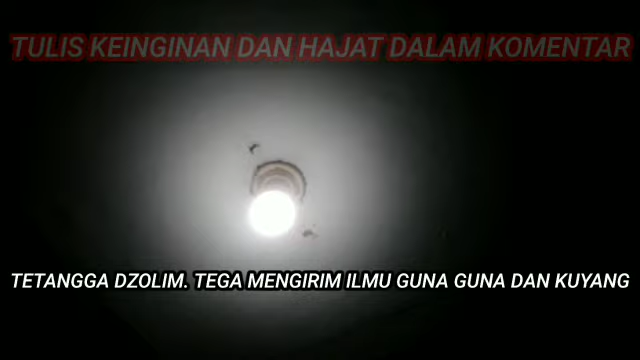 TULIS KEINGINAN DAN HAJAT DALAM KOMENTAR
TETANGGA DZOLIM. TEGA MENGIRIM ILMU GUNA GUNA DAN KUYANG